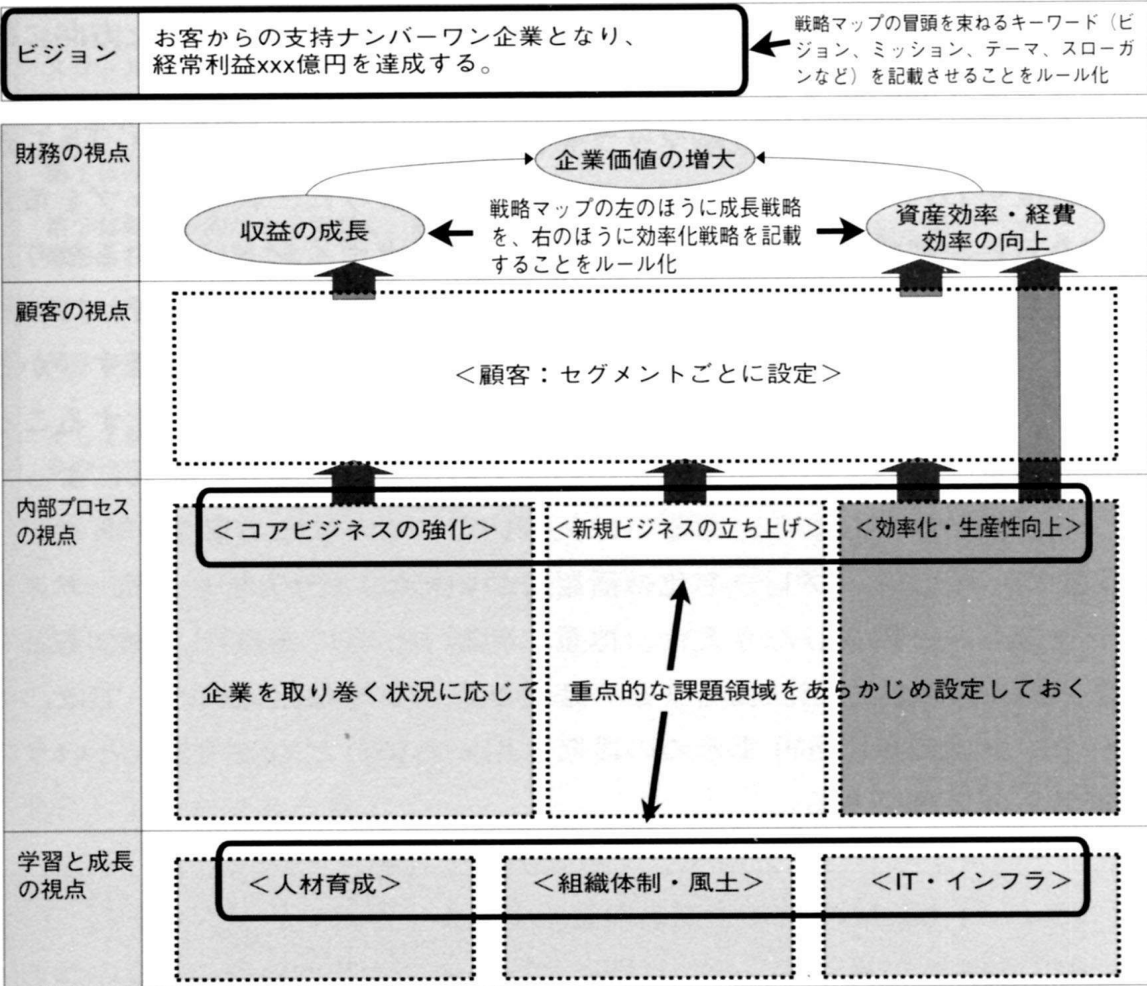 ビジョン
お客からの支持ナンバーワン企業となり、
経常利益xxx億円を達成する。
戦略マップの冒頭を束ねるキーワード（ビ
ジョン、ミッション、テーマ、スローガ
ンなど）を記載させることをルール化
財務の視点
企業価値の増大
収益の成長
戦略マップの左のほうに成長戦略
を、右のほうに効率化戦略を記載
することをルール化
資産効率・経費
効率の向上
顧客の視点
＜顧客：セグメントごとに設定＞
内部プロセス
の視点
＜コアビジネスの強化＞
＜新規ビジネスの立ち上げ＞
＜効率化・生産性向上＞
企業を取り巻く状況に応じて　重点的な課題領域をあらかじめ設定しておく
学習と成長
の視点
＜人材育成＞
＜組織体制・風土＞
＜IT・インフラ＞